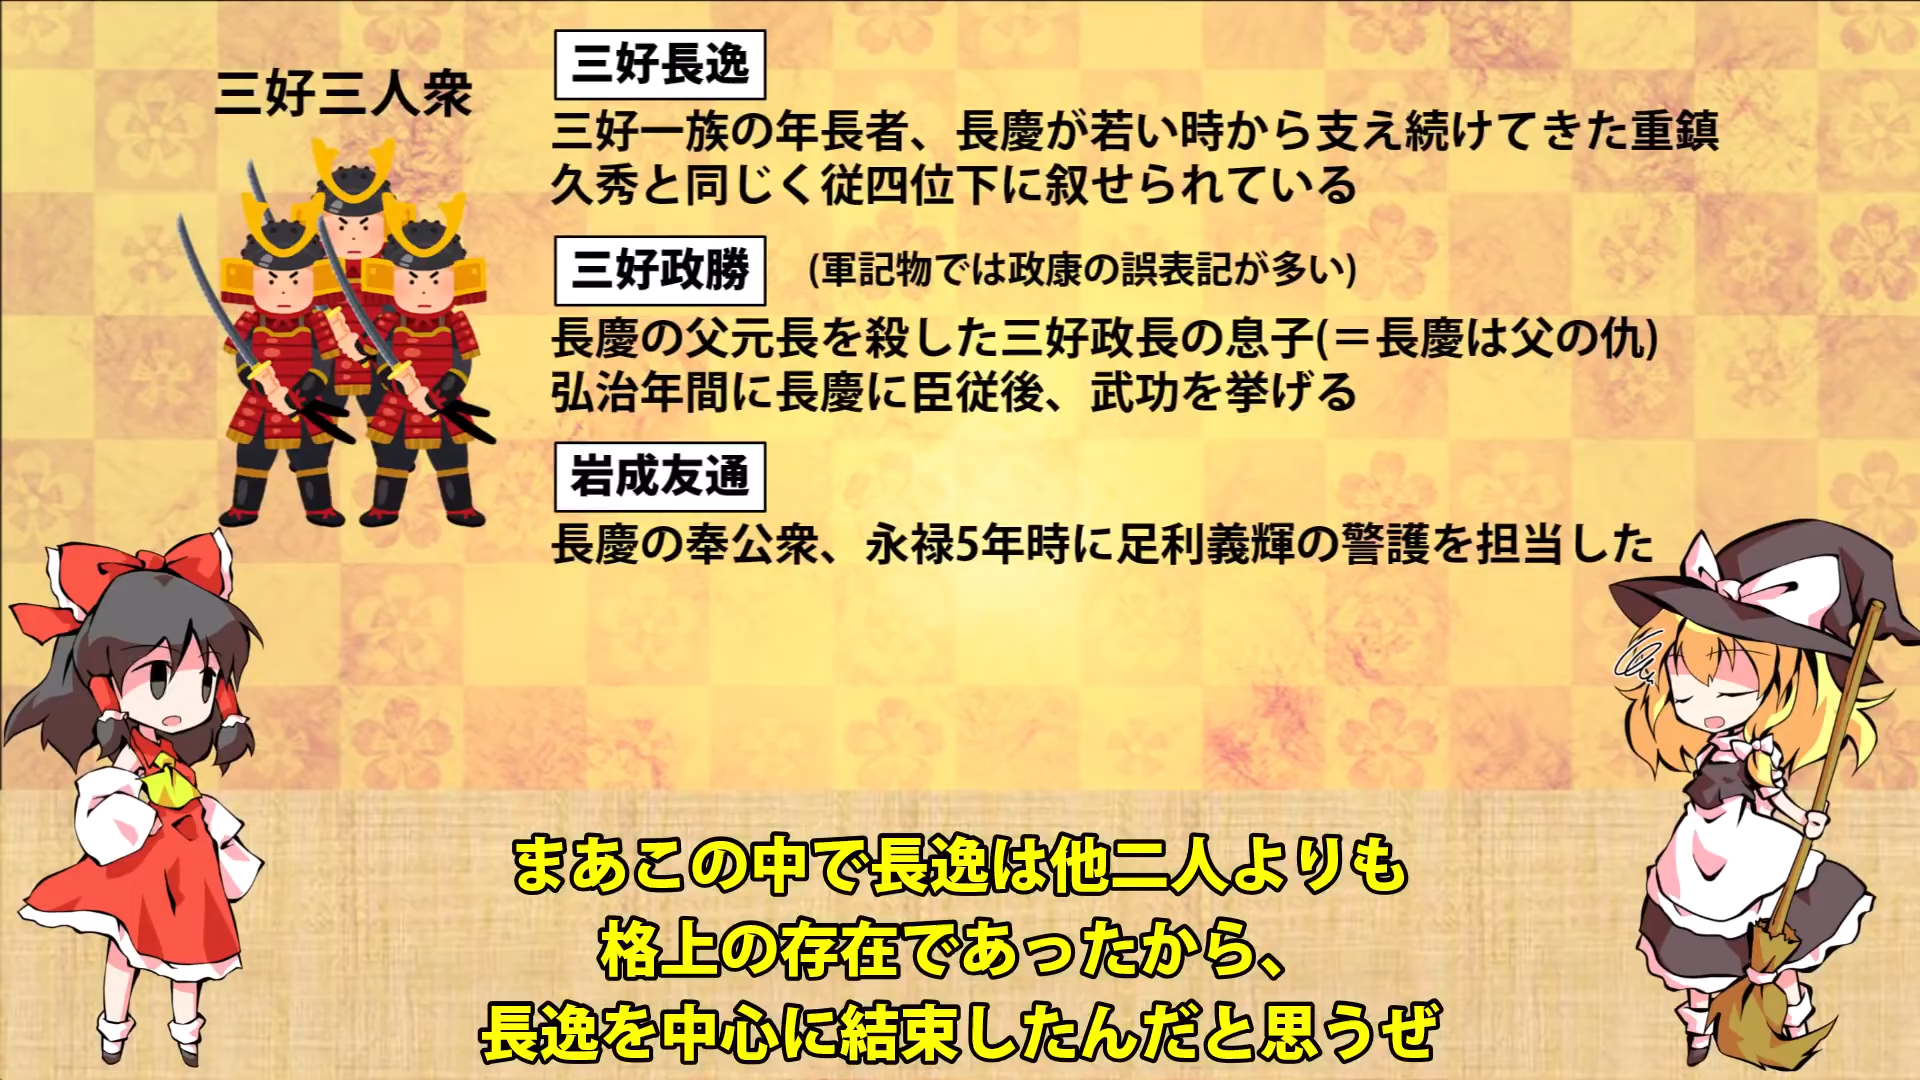 三好三人衆
三好長逸
三好一族の年長者、長慶が若い時から支え続けてきた重鎮
久秀と同じく従四位下に叙せられている
三好政勝 (軍記物では政康の誤表記が多い)
長慶の父元長を殺した三好政長の息子(＝長慶は父の仇)
弘治年間に長慶に臣従後、武功を挙げる
岩成友通
長慶の奉公衆、永禄5年時に足利義輝の警護を担当した
まあこの中で長逸は他二人よりも
格上の存在であったから、
長逸を中心に結束したんだと思うぜ